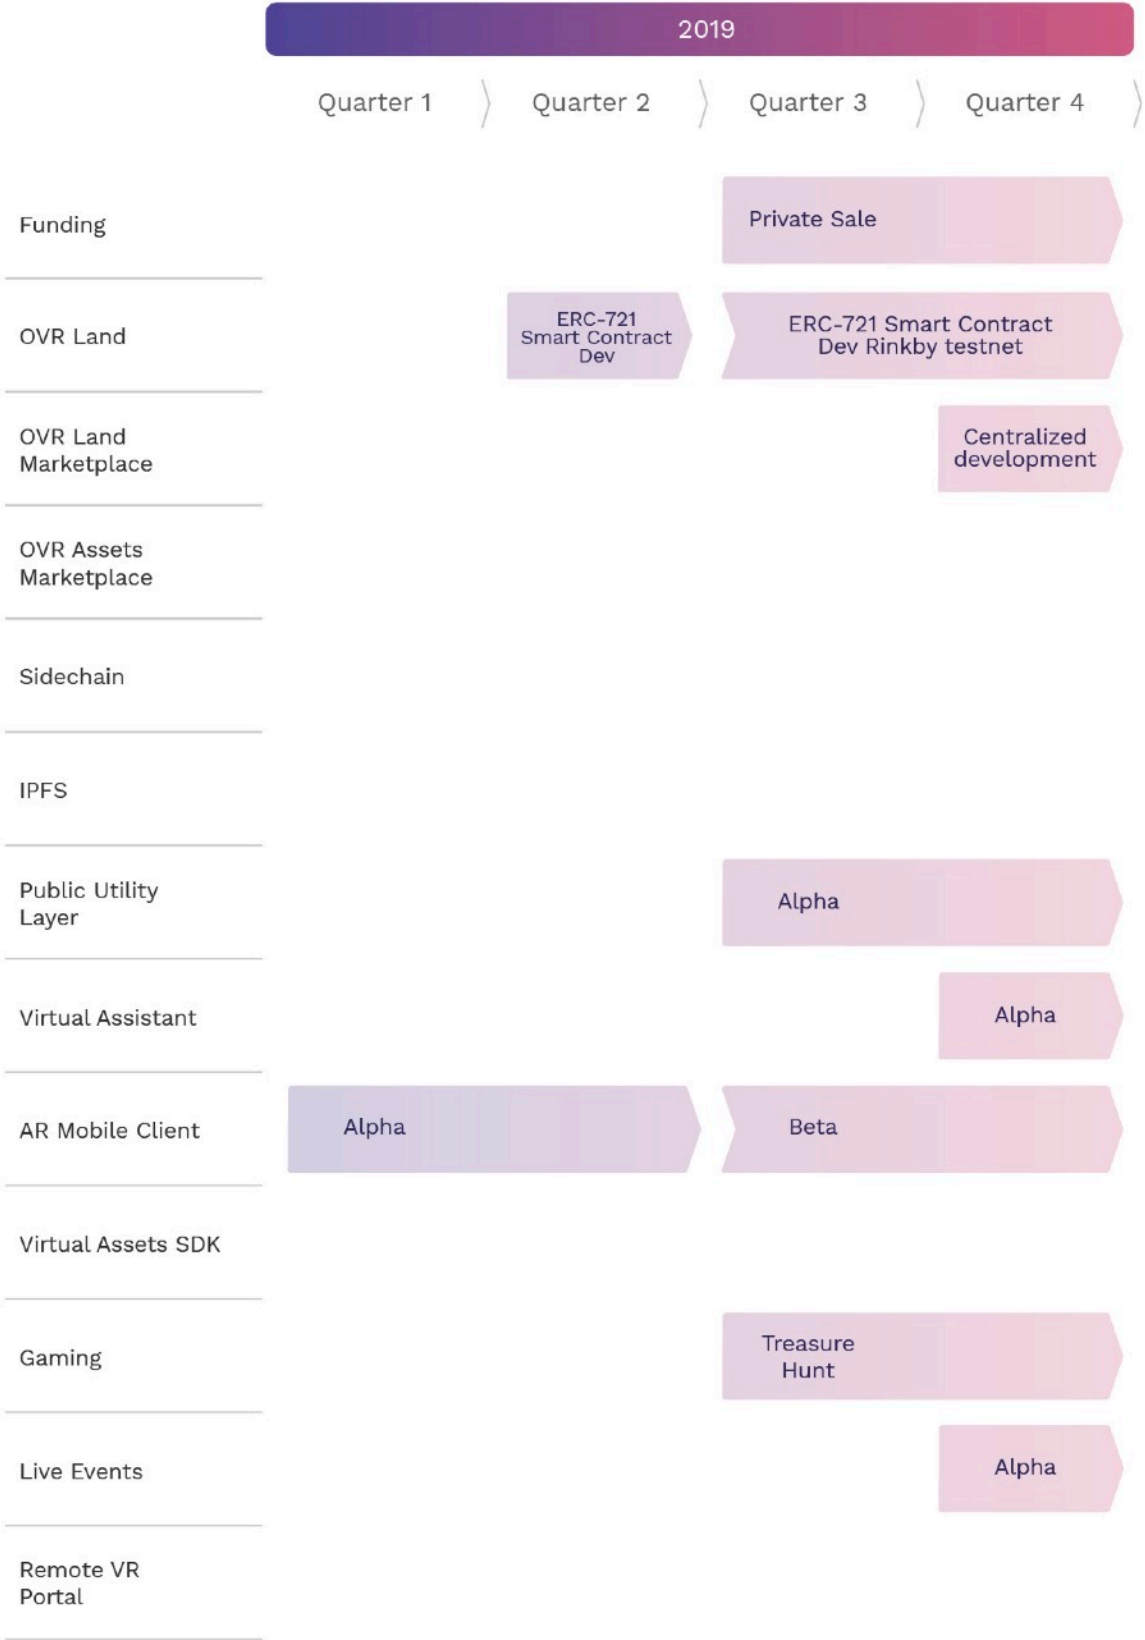 2019
Quarter 1
Quarter 2
Quarter 3
Quarter 4
Funding
Private Sale
OVR Land
ERC-721
Smart Contract
Dev
ERC-721 Smart Contract
Dev Rinkby testnet
OVR Land
Marketplace
Centralized
development
OVR Assets
Marketplace
Sidechain
IPFS
Public Utility
Layer
Alpha
Virtual Assistant
Alpha
AR Mobile Client
Alpha
Beta
Virtual Assets SDK
Gaming
Treasure
Hunt
Live Events
Alpha
Remote VR
Portal